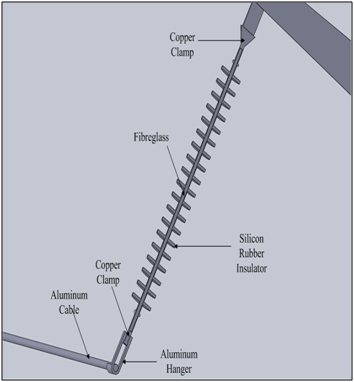 Copper
Clamp
Fibreglass
Silicon
Rubber
Insulator
Copper
Clamp
Aluminum
Cable
Aluminum
Hanger